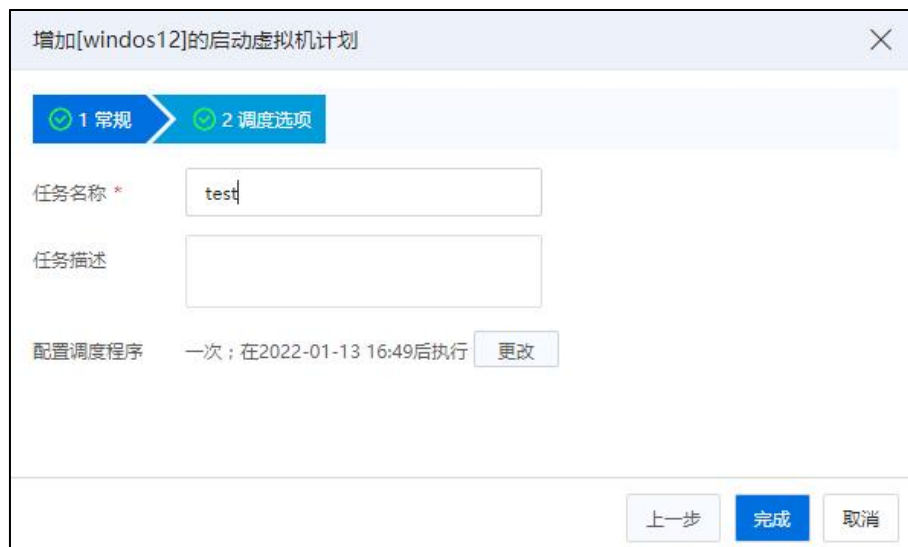 增加[windos12]的启动虚拟机计划
1 常规 2 调度选项
任务名称 * test
任务描述
配置调度程序 一次；在2022-01-13 16:49后执行 更改
上一步 完成 取消